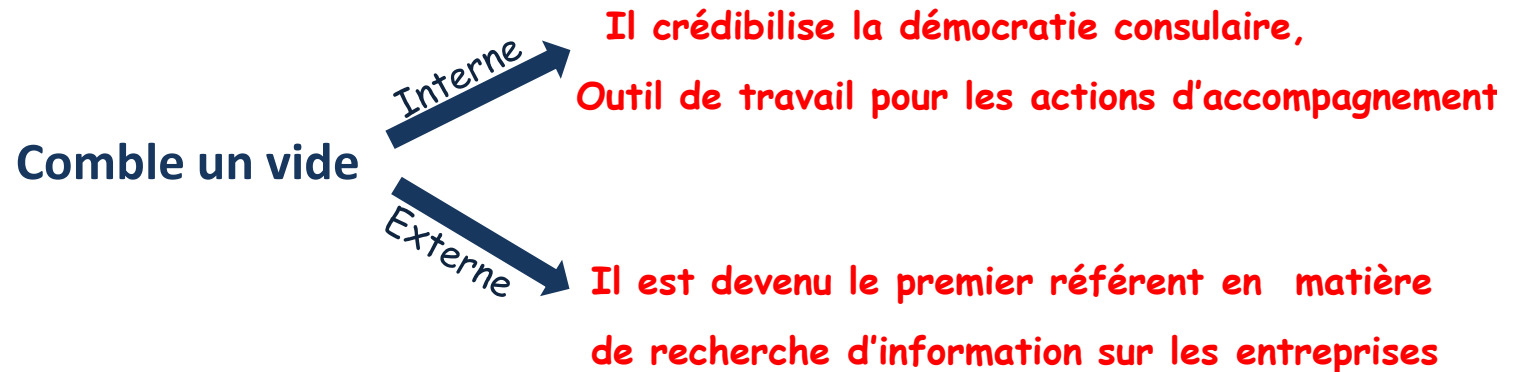 Comble un vide
Interne
Il crédibilise la démocratie consulaire,
Outil de travail pour les actions d’accompagnement
Externe
Il est devenu le premier référent en matière
de recherche d’information sur les entreprises